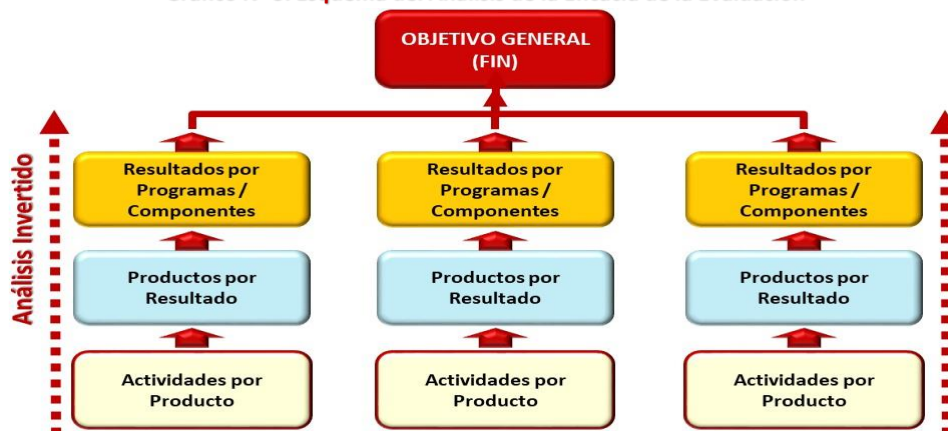 OBJETIVO GENERAL
(FIN)
Análisis Invertido
Resultados por
Programas /
Componentes
Resultados por
Programas /
Componentes
Resultados por
Programas /
Componentes
Productos por
Resultado
Productos por
Resultado
Productos por
Resultado
Actividades por
Producto
Actividades por
Producto
Actividades por
Producto